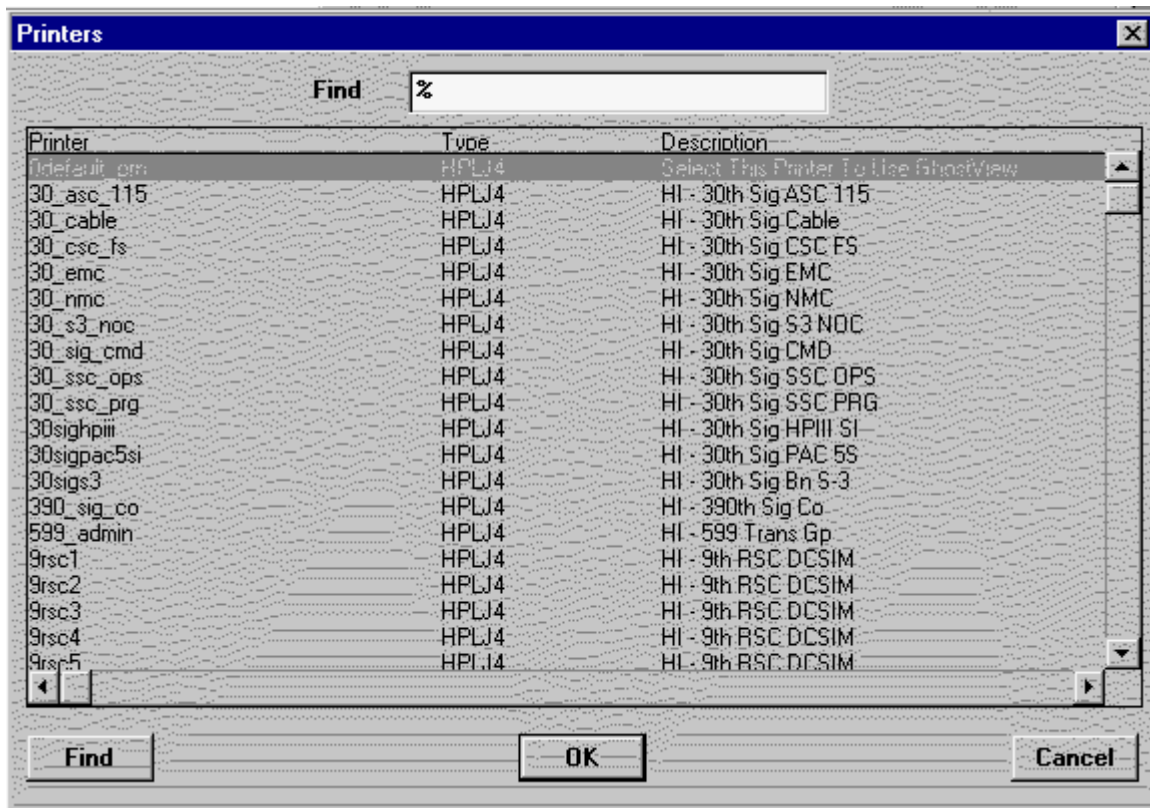 Printers
Find %
Printer Type Description
0default_prn HPLJ4 Select This Printer To Use GhostView
30_asc_115 HPLJ4 HI - 30th Sig ASC 115
30_cable HPLJ4 HI - 30th Sig Cable
30_csc_fs HPLJ4 HI - 30th Sig CSC FS
30_emc HPLJ4 HI - 30th Sig EMC
30_nmc HPLJ4 HI - 30th Sig NMC
30_s3_noc HPLJ4 HI - 30th Sig S3 NOC
30_sig_cmd HPLJ4 HI - 30th Sig CMD
30_ssc_ops HPLJ4 HI - 30th Sig SSC OPS
30_ssc_prg HPLJ4 HI - 30th Sig SSC PRG
30sighpiii HPLJ4 HI - 30th Sig HPIII SI
30sigpac5si HPLJ4 HI - 30th Sig PAC 5S
30sigs3 HPLJ4 HI - 30th Sig Bn S-3
390_sig_co HPLJ4 HI - 390th Sig Co
599_admin HPLJ4 HI - 599 Trans Gp
9rsc1 HPLJ4 HI - 9th RSC DCSIM
9rsc2 HPLJ4 HI - 9th RSC DCSIM
9rsc3 HPLJ4 HI - 9th RSC DCSIM
9rsc4 HPLJ4 HI - 9th RSC DCSIM
9rsc5 HPLJ4 HI - 9th RSC DCSIM
Find OK Cancel